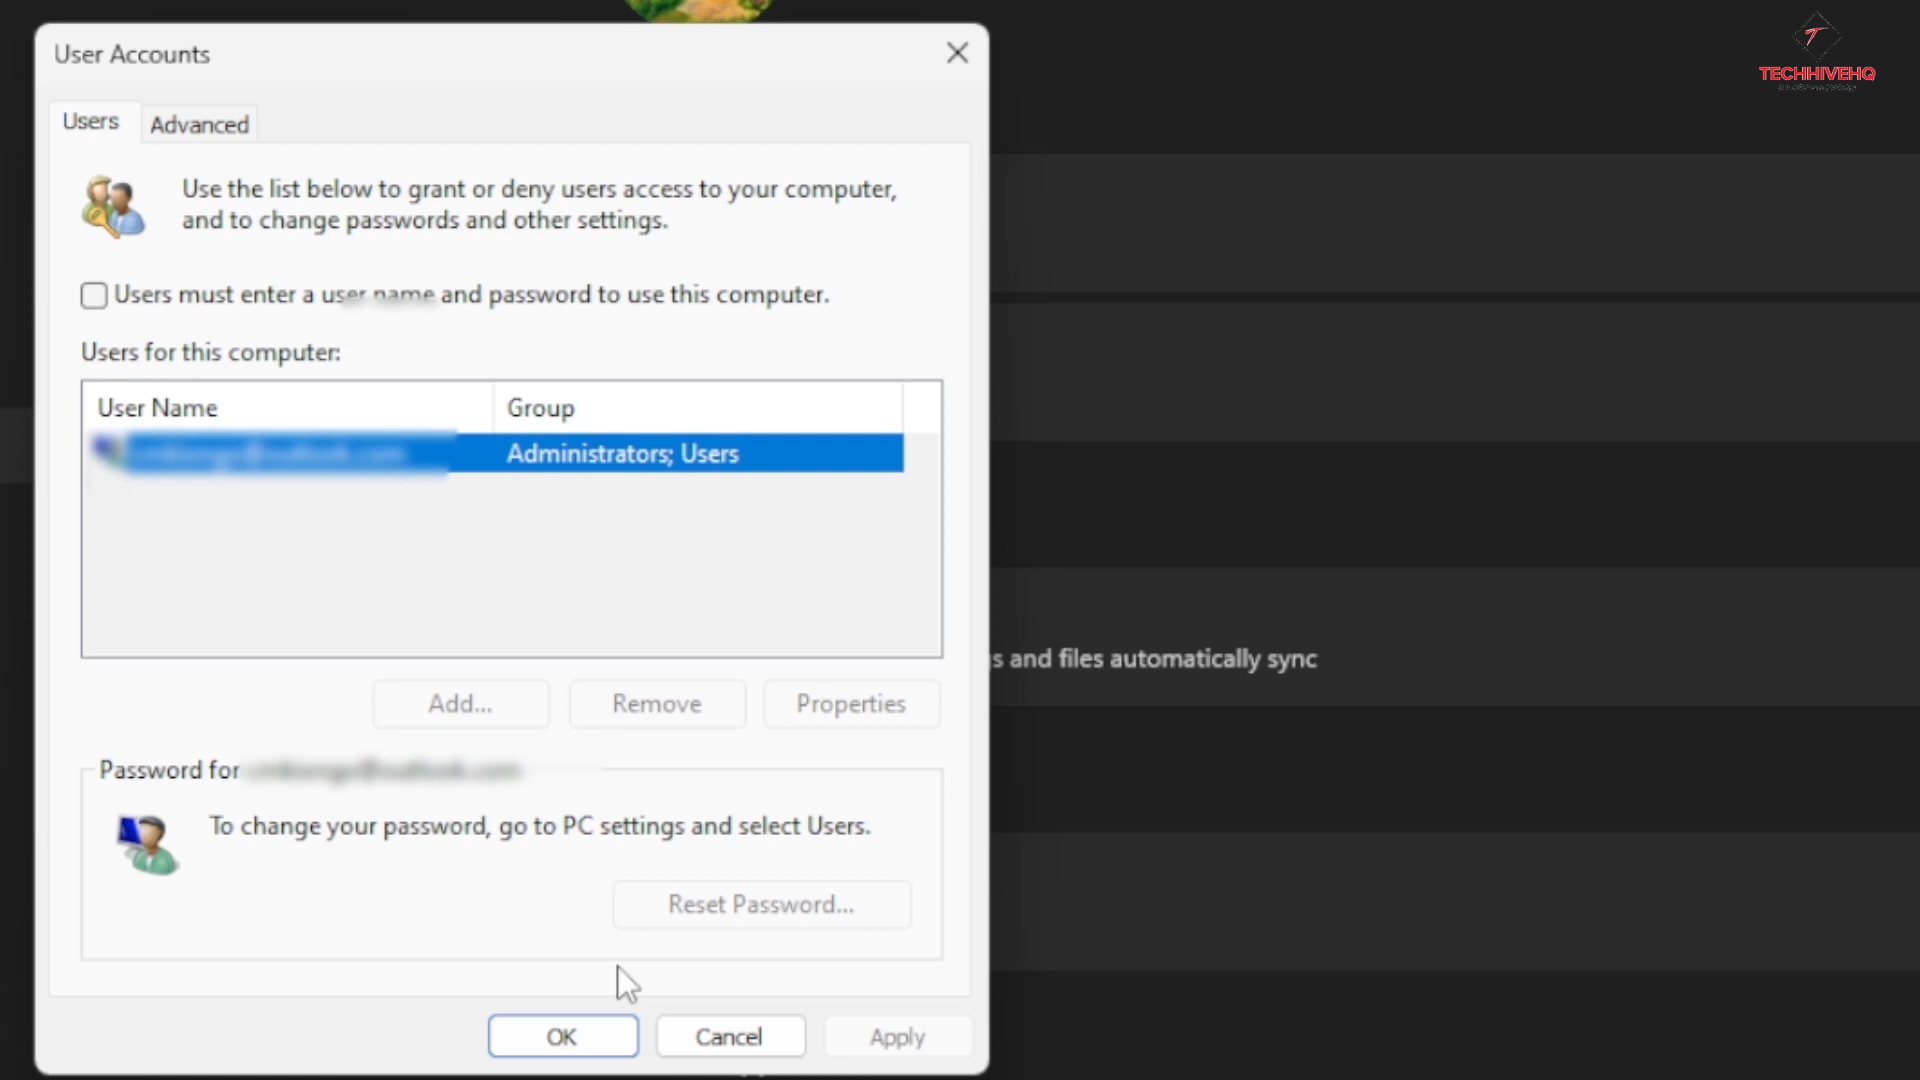 User Accounts
TECHHIVEHQ
Users
Advanced
Use the list below to grant or deny users access to your computer,
and to change passwords and other settings.
Users must enter a user name and password to use this computer.
Users for this computer:
User Name
Group
Administrators; Users
s and files automatically sync
Add...
Remove
Properties
Password for
To change your password, go to PC settings and select Users.
Reset Password...
OK
Cancel
Apply